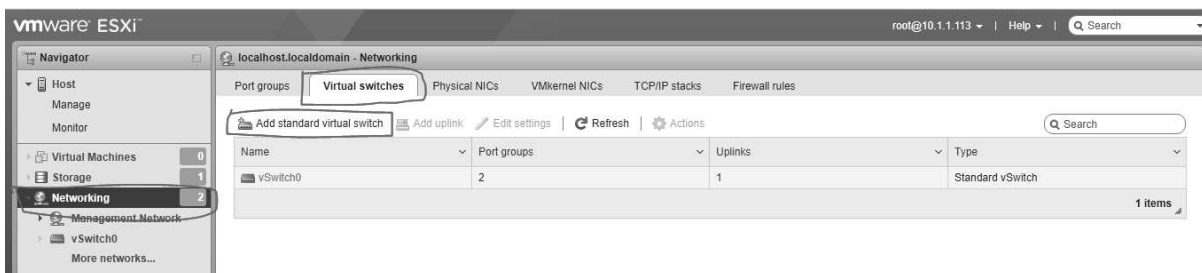 vmware ESXi™
root@10.1.1.113 | Help | Search
Navigator
Host
Manage
Monitor
Virtual Machines 0
Storage 1
Networking 2
Management Network
vSwitch0
More networks...
localhost.localdomain - Networking
Port groups Virtual switches Physical NICs VMkernel NICs TCP/IP stacks Firewall rules
Add standard virtual switch Add uplink Edit settings | Refresh | Actions Search
Name Port groups Uplinks Type
vSwitch0 2 1 Standard vSwitch
1 items